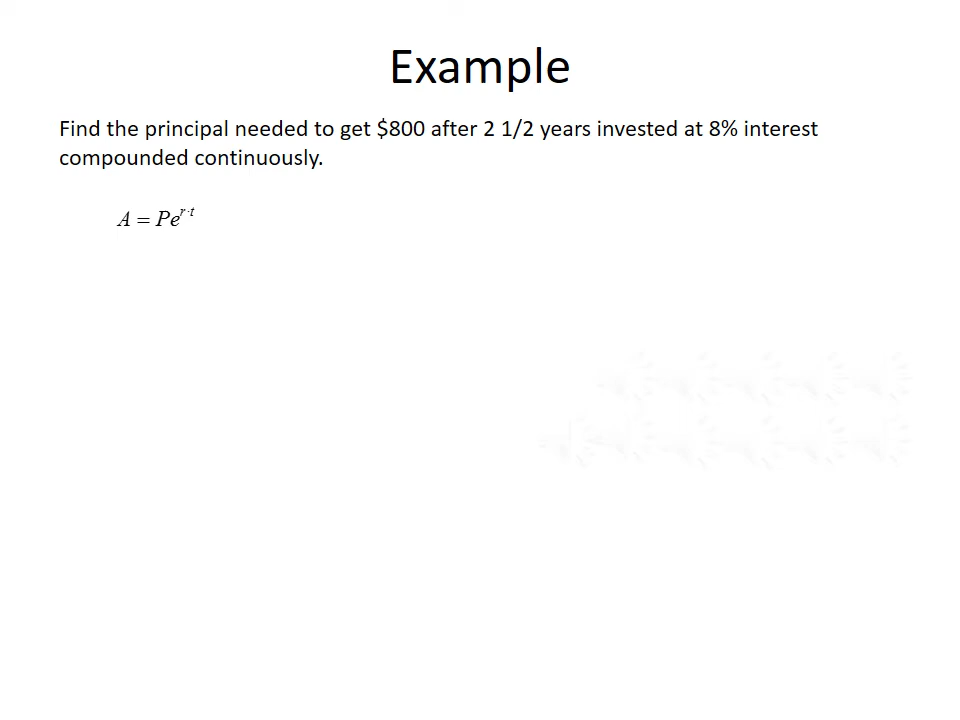 Example
Find the principal needed to get $800 after 2 1/2 years invested at 8% interest
compounded continuously.
A = Pe^{r·t}